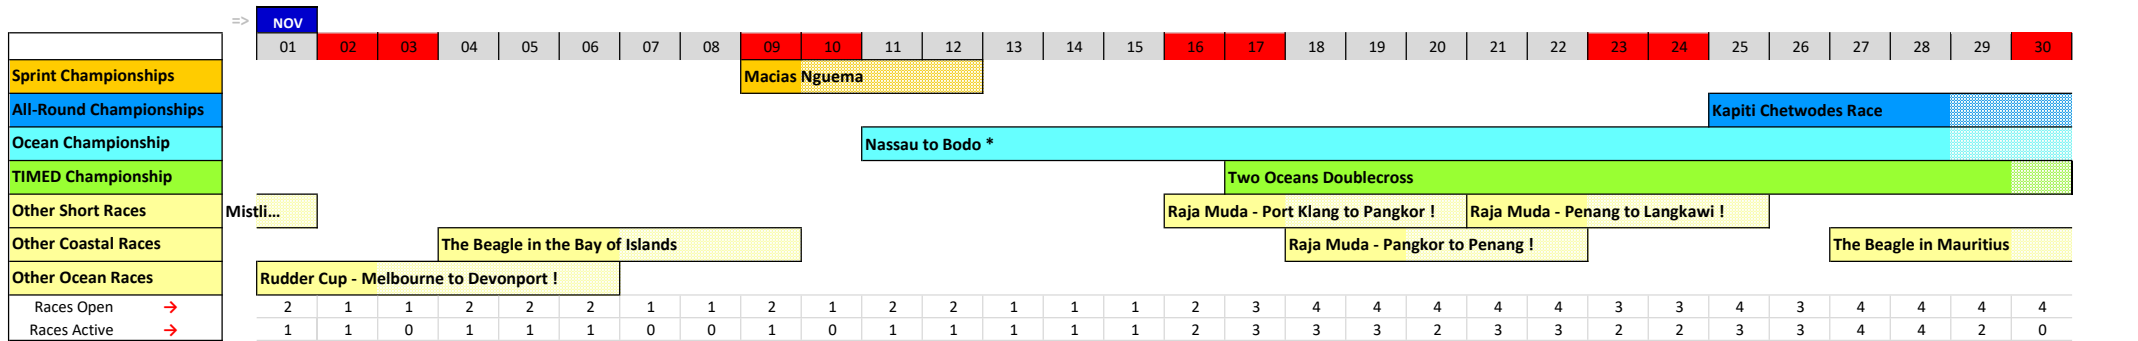 => NOV
01 02 03 04 05 06 07 08 09 10 11 12 13 14 15 16 17 18 19 20 21 22 23 24 25 26 27 28 29 30
Sprint Championships Macias Nguema
All-Round Championships Kapiti Chetwodes Race
Ocean Championship Nassau to Bodo *
TIMED Championship Two Oceans Doublecross
Other Short Races Mistli... Raja Muda - Port Klang to Pangkor ! Raja Muda - Penang to Langkawi !
Other Coastal Races The Beagle in the Bay of Islands Raja Muda - Pangkor to Penang ! The Beagle in Mauritius
Other Ocean Races Rudder Cup - Melbourne to Devonport !
Races Open → 2 1 1 2 2 2 1 1 2 1 2 2 1 1 1 2 3 4 4 4 4 4 3 3 4 3 4 4 4 4
Races Active → 1 1 0 1 1 1 0 0 1 0 1 1 1 1 1 2 3 3 3 2 3 3 2 2 3 3 4 4 2 0